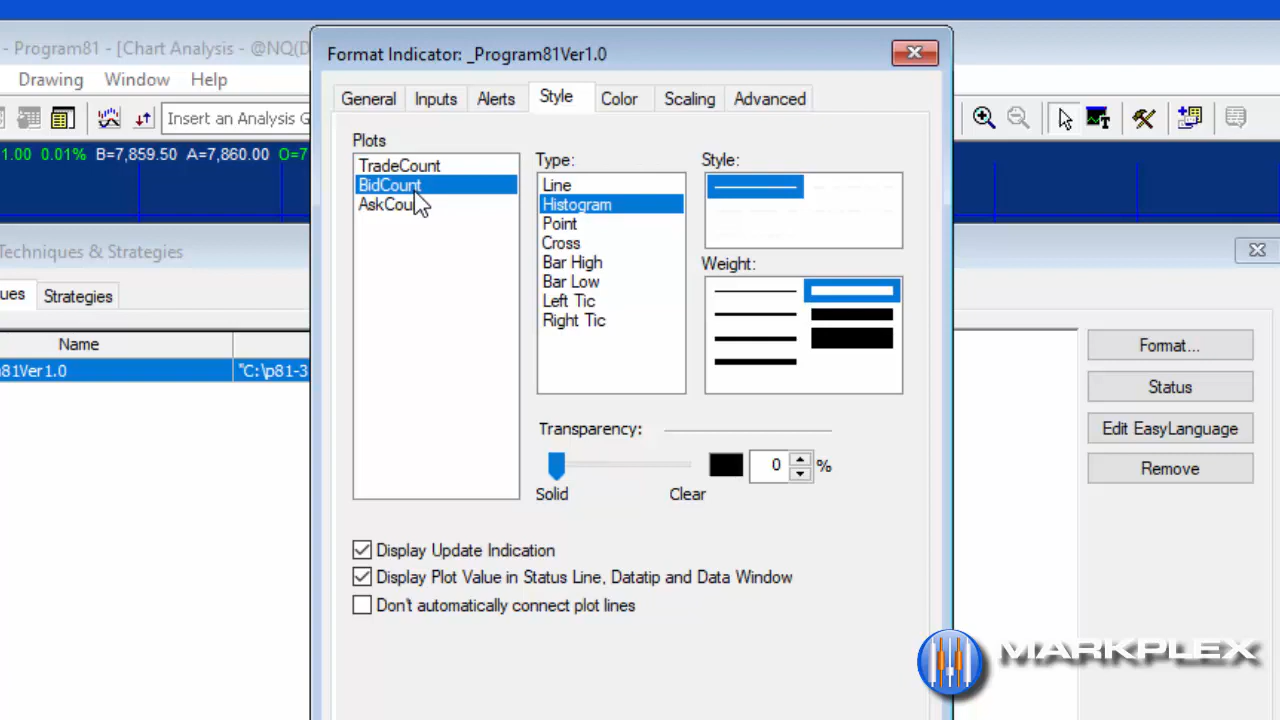 - Program81 - [Chart Analysis - @NQ(D
Format Indicator: _Program81Ver1.0
Drawing Window Help
General Inputs Alerts Style Color Scaling Advanced
Insert an Analysis G
1.00 0.01% B=7,859.50 A=7,860.00 O=7
Plots
TradeCount
BidCount
AskCou
Type:
Line
Histogram
Point
Cross
Bar High
Bar Low
Left Tic
Right Tic
Style:
Weight:
Techniques & Strategies
ues Strategies
Name
81Ver1.0 "C:\p81-3
Format...
Status
Edit EasyLanguage
Remove
Transparency:
0 %
Solid Clear
Display Update Indication
Display Plot Value in Status Line, Datatip and Data Window
Don't automatically connect plot lines
MARKPLEX